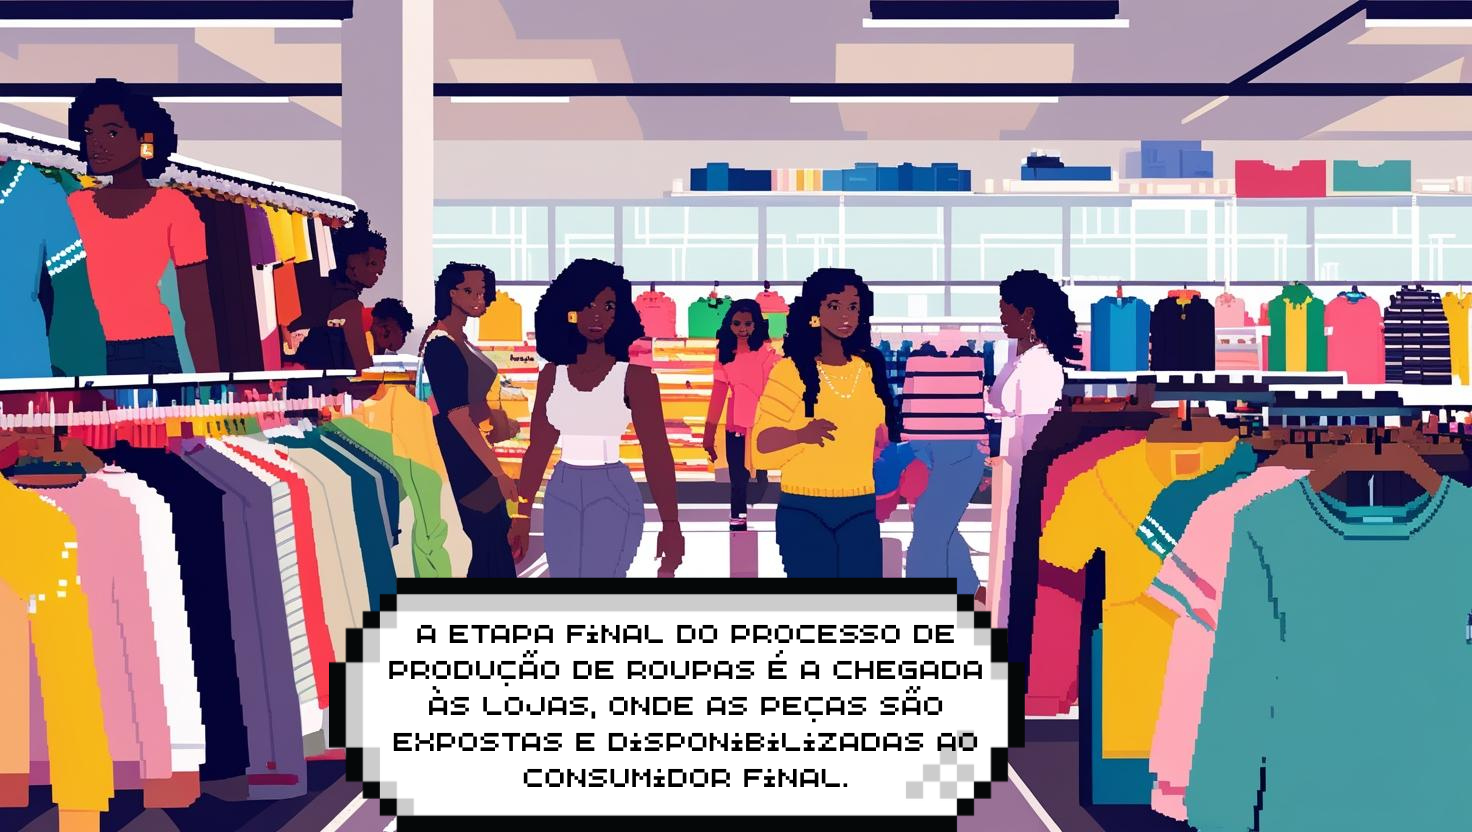 A ETAPA FINAL DO PROCESSO DE
PRODUÇÃO DE ROUPAS É A CHEGADA
ÀS LOJAS, ONDE AS PEÇAS SÃO
EXPOSTAS E DISPONIBILIZADAS AO
CONSUMIDOR FINAL.